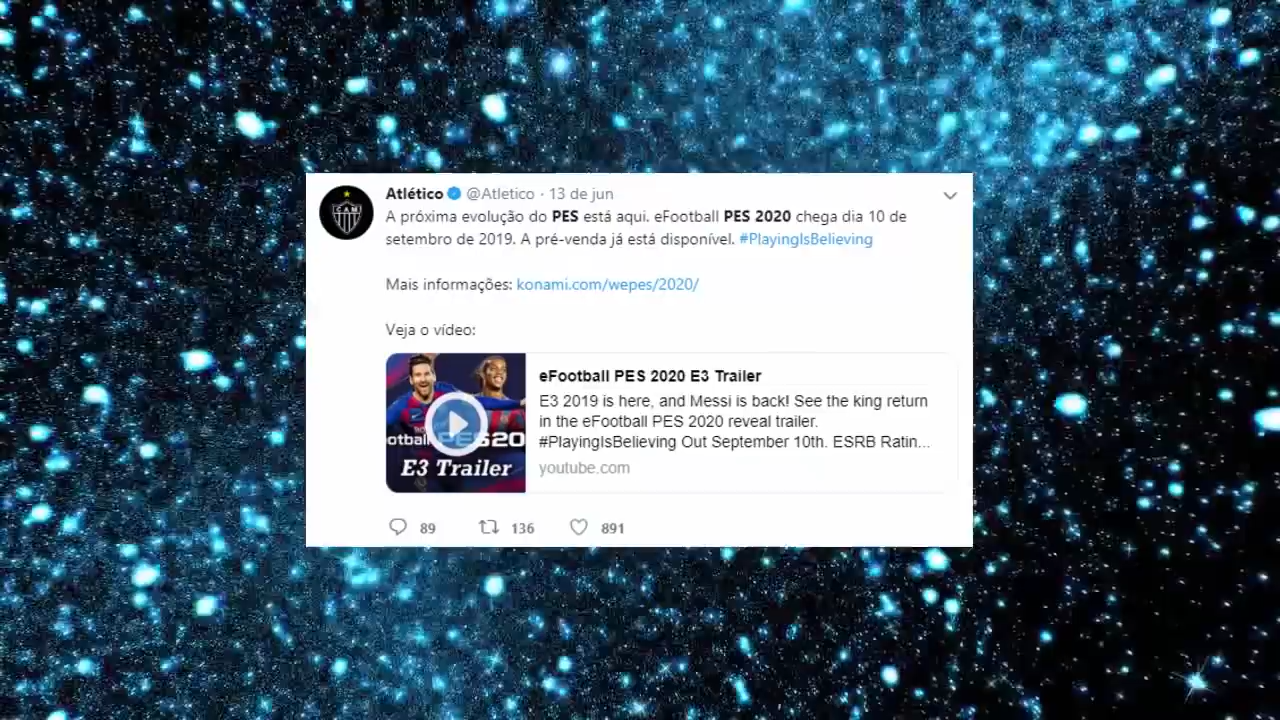 Atlético @Atletico · 13 de jun
A próxima evolução do PES está aqui. eFootball PES 2020 chega dia 10 de
setembro de 2019. A pré-venda já está disponível. #PlayingIsBelieving
Mais informações: konami.com/wepes/2020/
Veja o vídeo:
CAM
otball PES20
E3 Trailer
eFootball PES 2020 E3 Trailer
E3 2019 is here, and Messi is back! See the king return
in the eFootball PES 2020 reveal trailer.
#PlayingIsBelieving Out September 10th. ESRB Ratin...
youtube.com
89 136 891